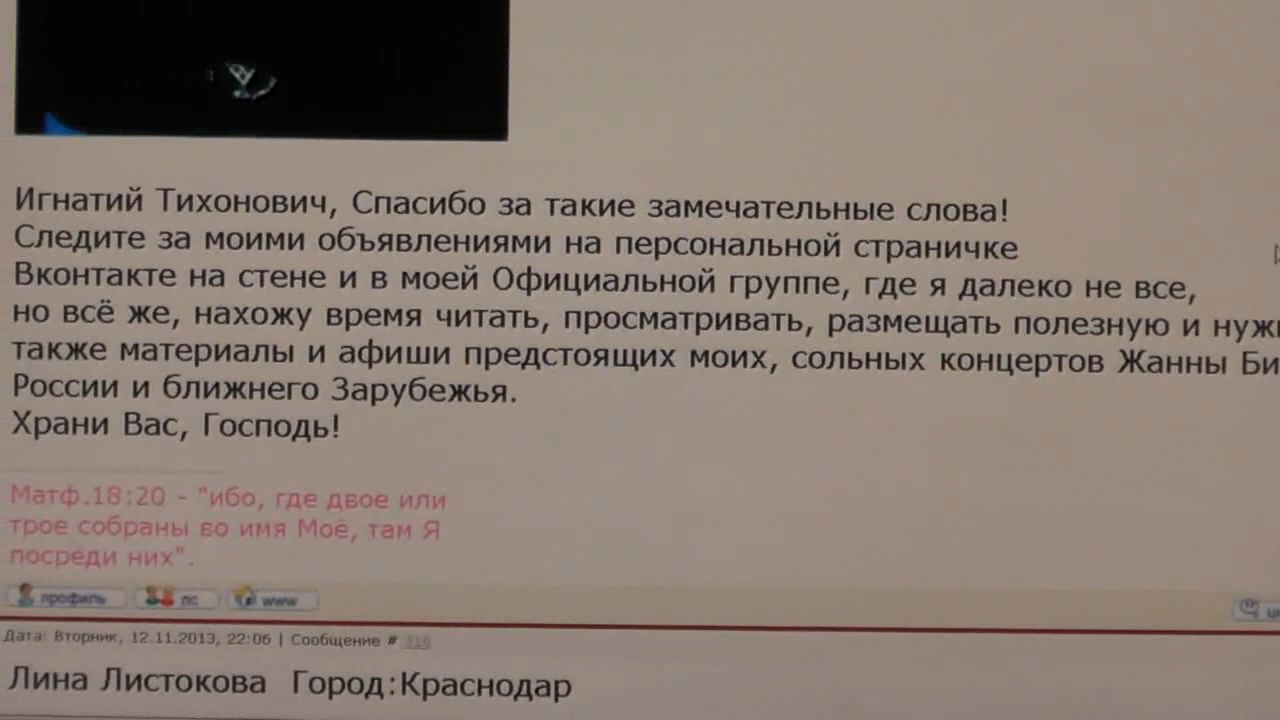 Игнатий Тихонович, Спасибо за такие замечательные слова!
Следите за моими объявлениями на персональной страничке
Вконтакте на стене и в моей Официальной группе, где я далеко не все,
но всё же, нахожу время читать, просматривать, размещать полезную и
также материалы и афиши предстоящих моих, сольных концертов Жанны
России и ближнего Зарубежья.
Храни Вас, Господь!
Матф.18:20 - "ибо, где двое или
трое собраны во имя Моё, там Я
посреди них".
профиль лс www
Дата: Вторник, 12.11.2013, 22:06 | Сообщение #
Лина Листокова Город:Краснодар